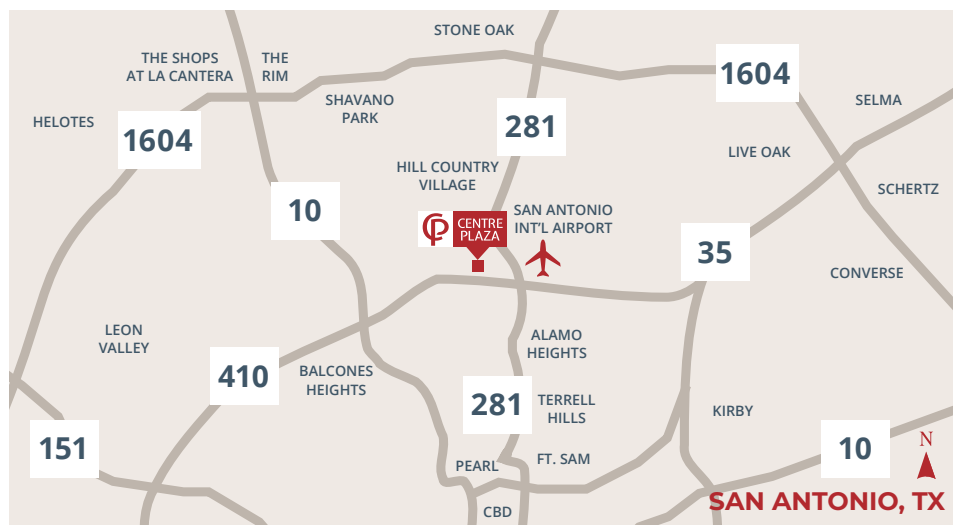 STONE OAK
THE SHOPS
AT LA CANTERA
THE
RIM
1604
SHAVANO
PARK
SELMA
HELOTES
1604
281
LIVE OAK
HILL COUNTRY
VILLAGE
SCHERTZ
10
CP
CENTRE
PLAZA
SAN ANTONIO
INT'L AIRPORT
35
CONVERSE
LEON
VALLEY
ALAMO
HEIGHTS
410
BALCONES
HEIGHTS
281
TERRELL
HILLS
KIRBY
151
PEARL
FT. SAM
10
N
CBD
SAN ANTONIO, TX